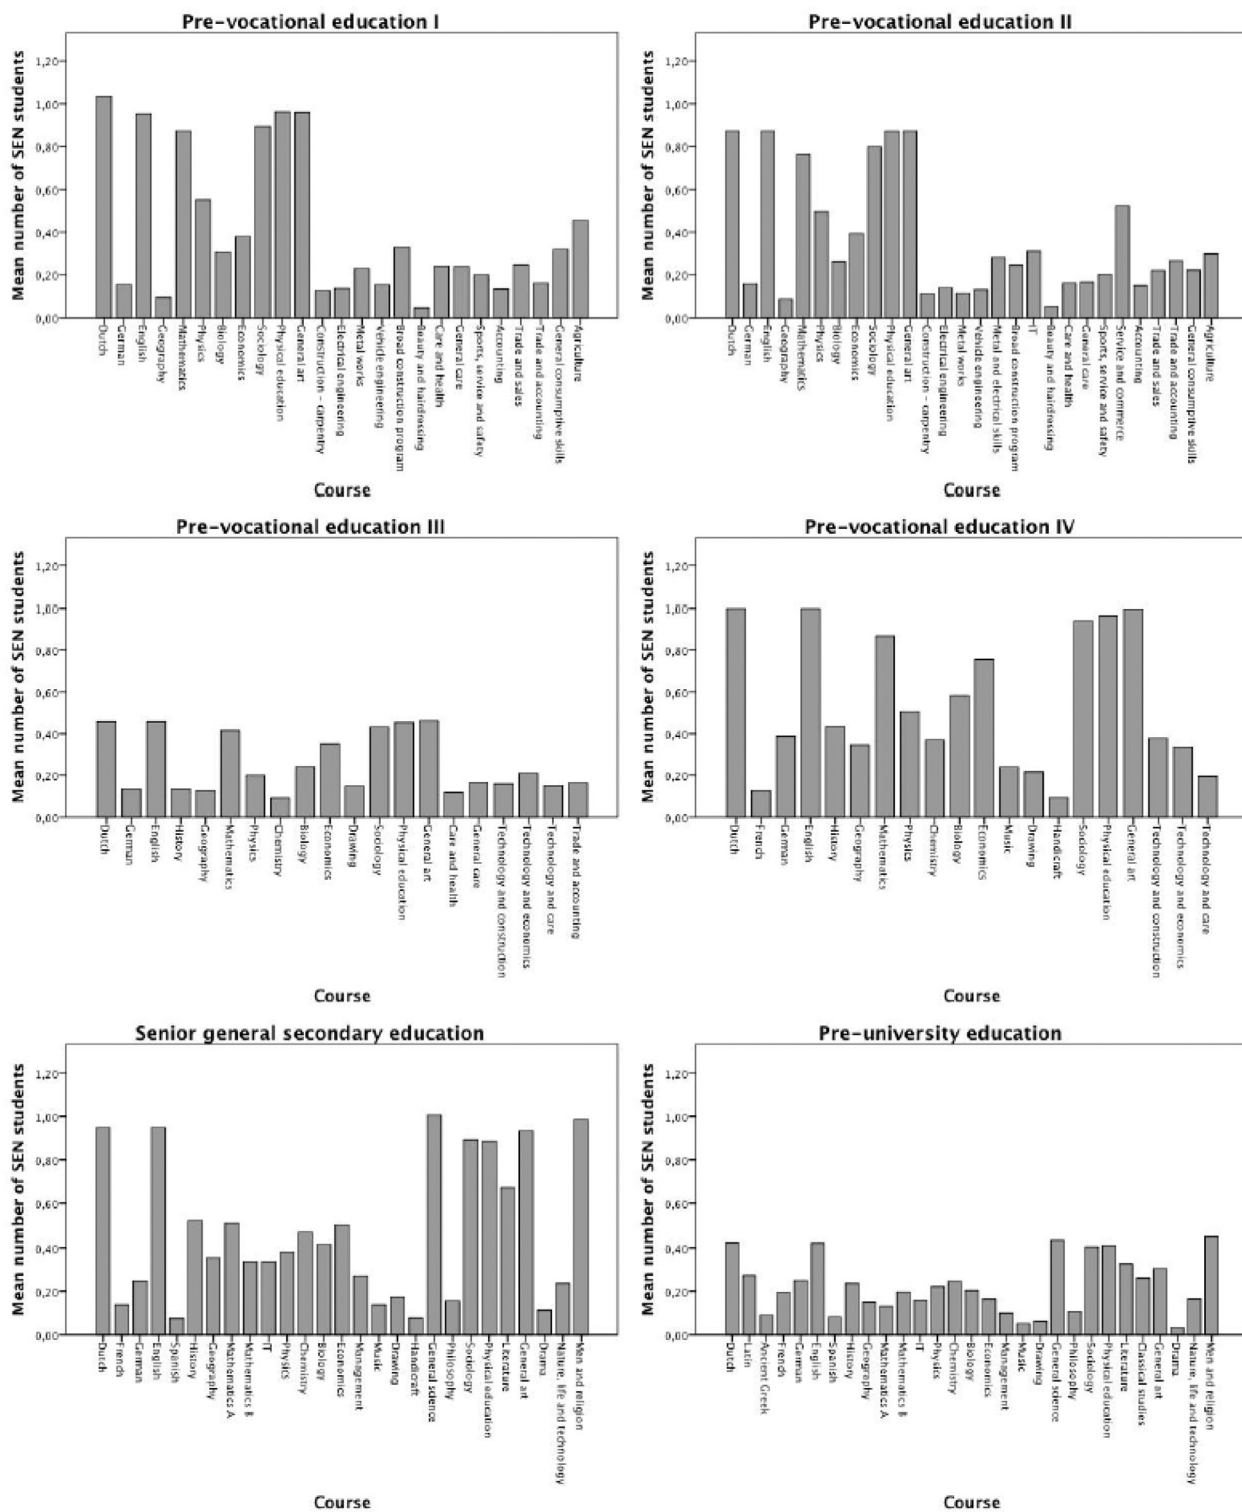 Pre-vocational education I
Mean number of SEN students
1,20
1,00
0,80
0,60
0,40
0,20
0,00
Dutch
German
English
Geography
Mathematics
Physics
Biology
Economics
Sociology
Physical education
General art
Construction - carpentry
Electrical engineering
Metal works
Vehicle engineering
Broad construction program
Beauty and hairdressing
Care and health
General care
Sports, service and safety
Accounting
Trade and sales
Trade and accounting
General consumptive skills
Agriculture
Course
Pre-vocational education II
Mean number of SEN students
1,20
1,00
0,80
0,60
0,40
0,20
0,00
Dutch
German
English
Geography
Mathematics
Physics
Biology
Economics
Sociology
Physical education
General art
Construction - carpentry
Electrical engineering
Metal works
Vehicle engineering
Metal and electrical skills
Broad construction program
IT
Beauty and hairdressing
Care and health
General care
Sports, service and safety
Service and commerce
Accounting
Trade and sales
Trade and accounting
General consumptive skills
Agriculture
Course
Pre-vocational education III
Mean number of SEN students
1,20
1,00
0,80
0,60
0,40
0,20
0,00
Dutch
German
English
History
Geography
Mathematics
Physics
Chemistry
Biology
Economics
Drawing
Sociology
Physical education
General art
Care and health
General care
Technology and construction
Technology and economics
Technology and care
Trade and accounting
Course
Pre-vocational education IV
Mean number of SEN students
1,20
1,00
0,80
0,60
0,40
0,20
0,00
Dutch
French
German
English
History
Geography
Mathematics
Physics
Chemistry
Biology
Economics
Music
Drawing
Handicraft
Sociology
Physical education
General art
Technology and construction
Technology and economics
Technology and care
Course
Senior general secondary education
Mean number of SEN students
1,20
1,00
0,80
0,60
0,40
0,20
0,00
Dutch
French
German
English
Spanish
History
Geography
Mathematics A
Mathematics B
IT
Physics
Chemistry
Biology
Economics
Management
Music
Drawing
Handicraft
General science
Philosophy
Sociology
Physical education
Literature
General art
Drama
Nature, life and technology
Men and religion
Course
Pre-university education
Mean number of SEN students
1,20
1,00
0,80
0,60
0,40
0,20
0,00
Dutch
Latin
Ancient Greek
French
German
English
Spanish
History
Geography
Mathematics A
Mathematics B
IT
Physics
Chemistry
Biology
Economics
Management
Music
Drawing
General science
Philosophy
Sociology
Physical education
Literature
Classical studies
General art
Drama
Nature, life and technology
Men and religion
Course